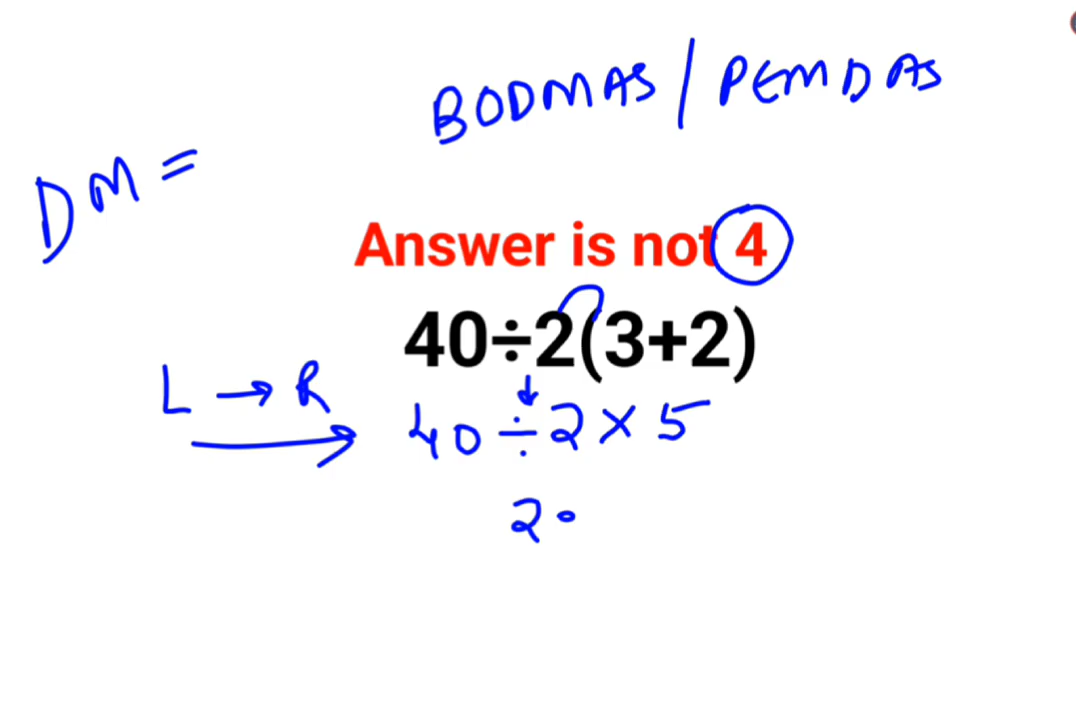 BODMAS / PEMDAS
DM =
Answer is not 4
40÷2(3+2)
L → R
40 ÷ 2 × 5
20